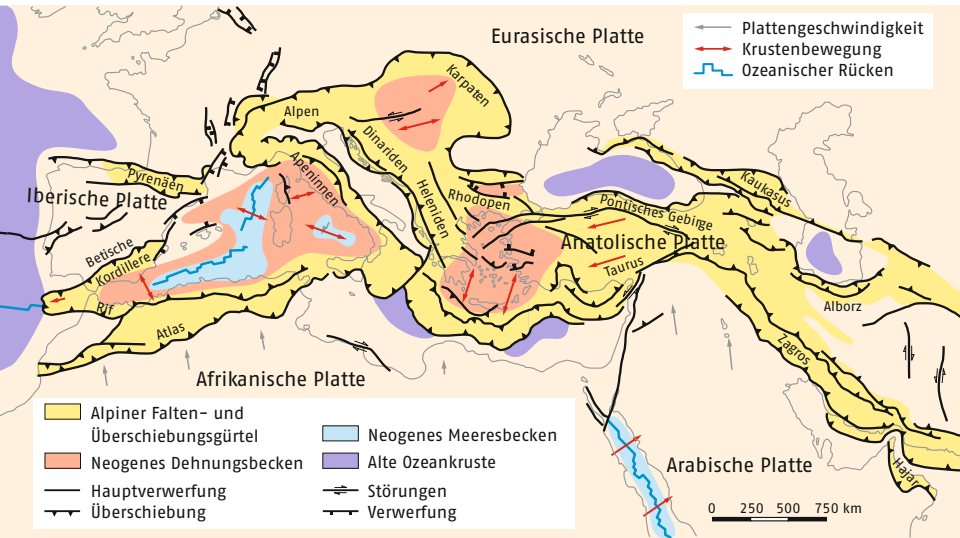 Eurasische Platte
Plattengeschwindigkeit
Krustenbewegung
Ozeanischer Rücken
Karpaten
Alpen
Dinariden
Apeninnen
Pyrenäen
Iberische Platte
Helleniden
Rhodopen
Kaukasus
Pontisches Gebirge
Anatolische Platte
Betische
Kordillere
Taurus
Rif
Atlas
Alborz
Zagros
Afrikanische Platte
Arabische Platte
Hajar
Alpiner Falten- und
Überschiebungsgürtel
Neogenes Dehnungsbecken
Hauptverwerfung
Überschiebung
Neogenes Meeresbecken
Alte Ozeankruste
Störungen
Verwerfung
0 250 500 750 km